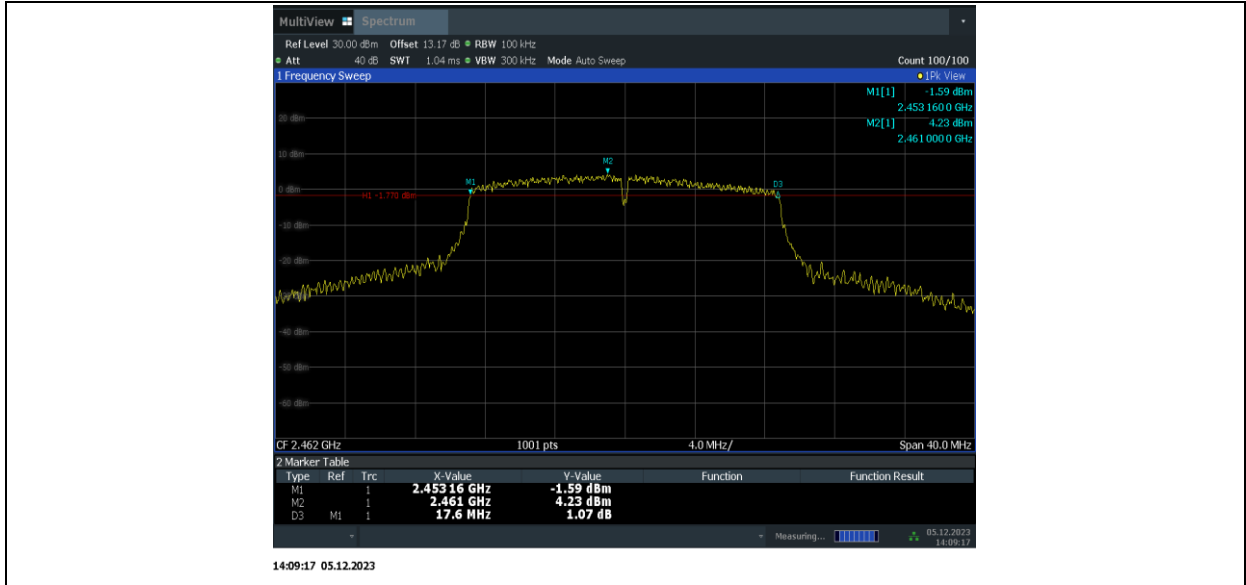 MultiView Spectrum
Ref Level 30.00 dBm Offset 13.17 dB RBW 100 kHz
Att 40 dB SWT 1.04 ms VBW 300 kHz Mode Auto Sweep Count 100/100
1 Frequency Sweep 1Pk View
M1[1] -1.59 dBm
2.453 160 0 GHz
20 dBm M2[1] 4.23 dBm
2.461 000 0 GHz
10 dBm
M2
M1 D3
0 dBm
H1 -1.770 dBm
-10 dBm
-20 dBm
-30 dBm
-40 dBm
-50 dBm
-60 dBm
CF 2.462 GHz 1001 pts 4.0 MHz/ Span 40.0 MHz
2 Marker Table
Type Ref Trc X-Value Y-Value Function Function Result
M1 1 2.453 16 GHz -1.59 dBm
M2 1 2.461 GHz 4.23 dBm
D3 M1 1 17.6 MHz 1.07 dB
Measuring... 05.12.2023
14:09:17
14:09:17 05.12.2023